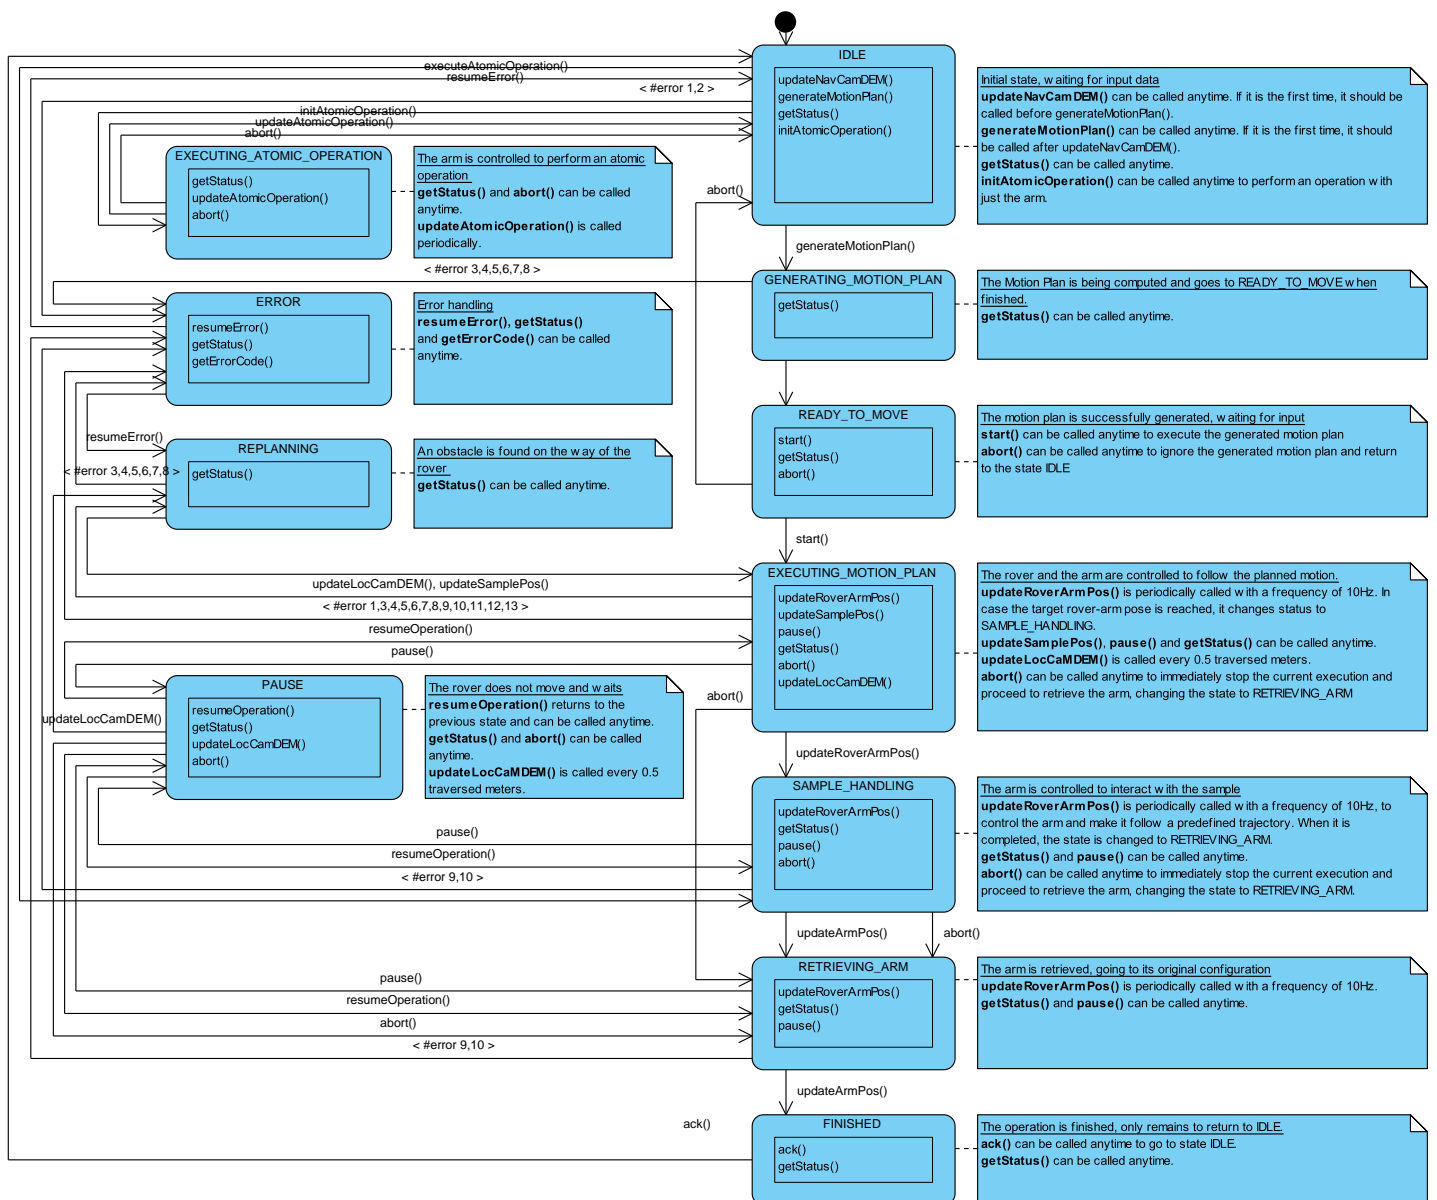 IDLE
updateNavCamDEM()
generateMotionPlan()
getStatus()
initAtomicOperation()
Initial state, waiting for input data
updateNavCamDEM() can be called anytime. If it is the first time, it should be
called before generateMotionPlan().
generateMotionPlan() can be called anytime. If it is the first time, it should
be called after updateNavCamDEM().
getStatus() can be called anytime.
initAtomicOperation() can be called anytime to perform an operation with
just the arm.
executeAtomicOperation()
resumeError()
< #error 1,2 >
initAtomicOperation()
updateAtomicOperation()
abort()
EXECUTING_ATOMIC_OPERATION
getStatus()
updateAtomicOperation()
abort()
The arm is controlled to perform an atomic
operation
getStatus() and abort() can be called
anytime.
updateAtomicOperation() is called
periodically.
abort()
generateMotionPlan()
< #error 3,4,5,6,7,8 >
GENERATING_MOTION_PLAN
getStatus()
The Motion Plan is being computed and goes to READY_TO_MOVE when
finished.
getStatus() can be called anytime.
ERROR
resumeError()
getStatus()
getErrorCode()
Error handling
resumeError(), getStatus()
and getErrorCode() can be called
anytime.
READY_TO_MOVE
start()
getStatus()
abort()
The motion plan is successfully generated, waiting for input
start() can be called anytime to execute the generated motion plan
abort() can be called anytime to ignore the generated motion plan and return
to the state IDLE
resumeError()
< #error 3,4,5,6,7,8 >
REPLANNING
getStatus()
An obstacle is found on the way of the
rover
getStatus() can be called anytime.
start()
EXECUTING_MOTION_PLAN
updateRoverArmPos()
updateSamplePos()
pause()
getStatus()
abort()
updateLocCamDEM()
The rover and the arm are controlled to follow the planned motion.
updateRoverArmPos() is periodically called with a frequency of 10Hz. In
case the target rover-arm pose is reached, it changes status to
SAMPLE_HANDLING.
updateSamplePos(), pause() and getStatus() can be called anytime.
updateLocCaMDEM() is called every 0.5 traversed meters.
abort() can be called anytime to immediately stop the current execution and
proceed to retrieve the arm, changing the state to RETRIEVING_ARM
updateLocCamDEM(), updateSamplePos()
< #error 1,3,4,5,6,7,8,9,10,11,12,13 >
resumeOperation()
pause()
PAUSE
resumeOperation()
getStatus()
updateLocCamDEM()
abort()
The rover does not move and waits
resumeOperation() returns to the
previous state and can be called anytime.
getStatus() and abort() can be called
anytime.
updateLocCaMDEM() is called every 0.5
traversed meters.
updateLocCamDEM()
abort()
updateRoverArmPos()
SAMPLE_HANDLING
updateRoverArmPos()
getStatus()
pause()
abort()
The arm is controlled to interact with the sample
updateRoverArmPos() is periodically called with a frequency of 10Hz, to
control the arm and make it follow a predefined trajectory. When it is
completed, the state is changed to RETRIEVING_ARM.
getStatus() and pause() can be called anytime.
abort() can be called anytime to immediately stop the current execution and
proceed to retrieve the arm, changing the state to RETRIEVING_ARM.
pause()
resumeOperation()
< #error 9,10 >
updateArmPos()
abort()
RETRIEVING_ARM
updateRoverArmPos()
getStatus()
pause()
The arm is retrieved, going to its original configuration
updateRoverArmPos() is periodically called with a frequency of 10Hz.
getStatus() and pause() can be called anytime.
pause()
resumeOperation()
abort()
< #error 9,10 >
updateArmPos()
ack()
FINISHED
ack()
getStatus()
The operation is finished, only remains to return to IDLE.
ack() can be called anytime to go to state IDLE.
getStatus() can be called anytime.